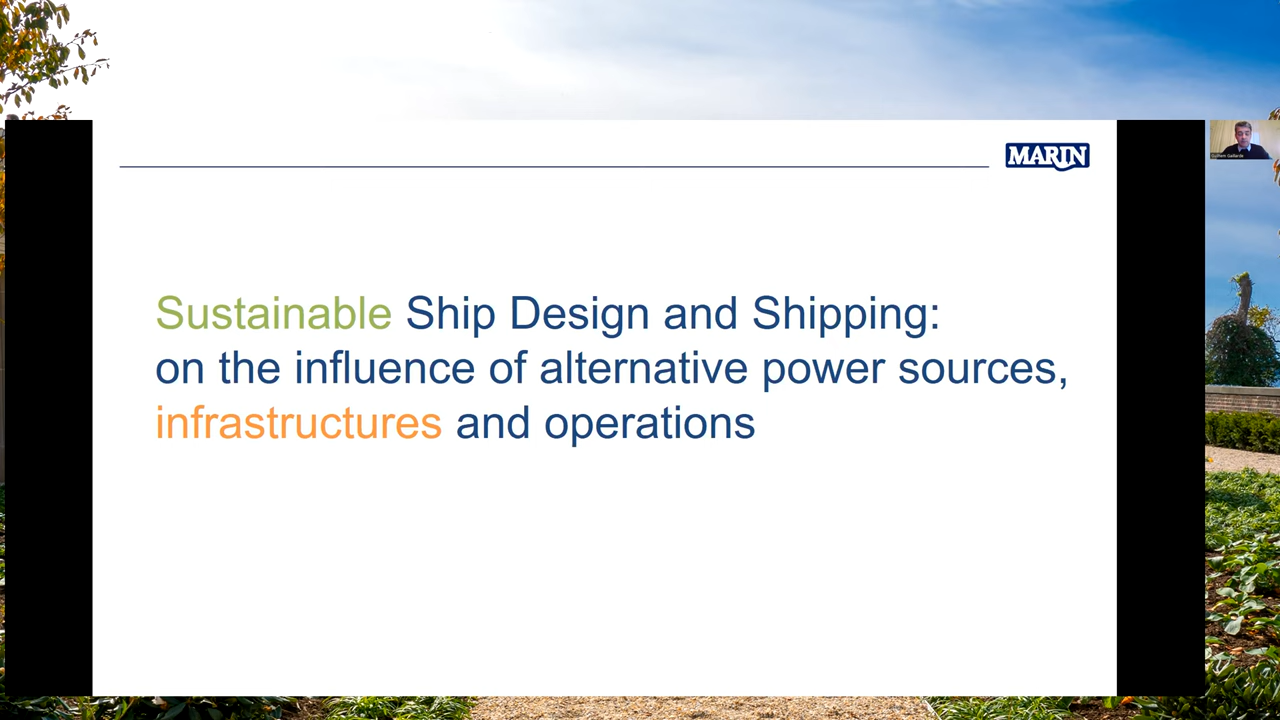 MARIN
Sustainable Ship Design and Shipping:
on the influence of alternative power sources,
infrastructures and operations